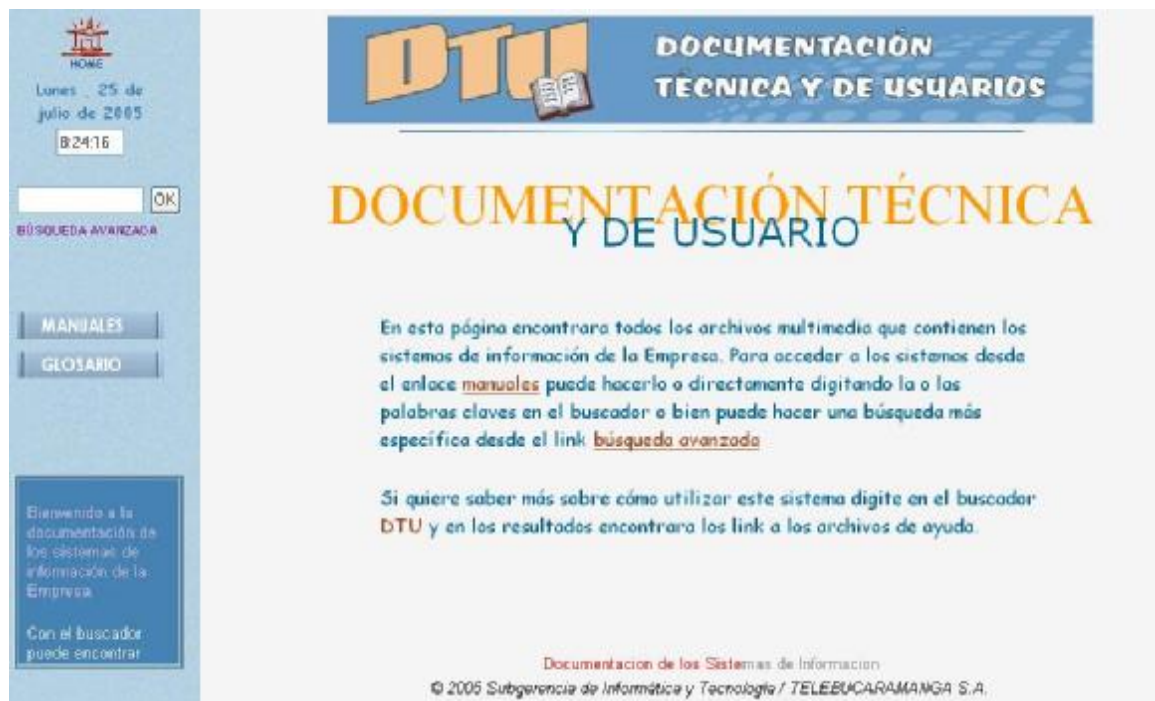 HOME
Lunes , 25 de
julio de 2005
8:24:16
OK
BÚSQUEDA AVANZADA
MANUALES
GLOSARIO
Bienvenido a la
documentación de
los sistemas de
información de la
Empresa
Con el buscador
puede encontrar
DTU
DOCUMENTACIÓN
TÉCNICA Y DE USUARIOS
DOCUMENTACIÓN TÉCNICA
Y DE USUARIO
En esta página encontrara todos los archivos multimedia que contienen los
sistemas de información de la Empresa. Para acceder a los sistemas desde
el enlace manuales puede hacerlo o directamente digitando la o las
palabras claves en el buscador o bien puede hacer una búsqueda más
específica desde el link búsqueda avanzada
Si quiere saber más sobre cómo utilizar este sistema digite en el buscador
DTU y en los resultados encontrara los link a los archivos de ayuda.
Documentacion de los Sistemas de Informacion
© 2005 Subgerencia de Informática y Tecnología / TELEBUCARAMANGA S.A.